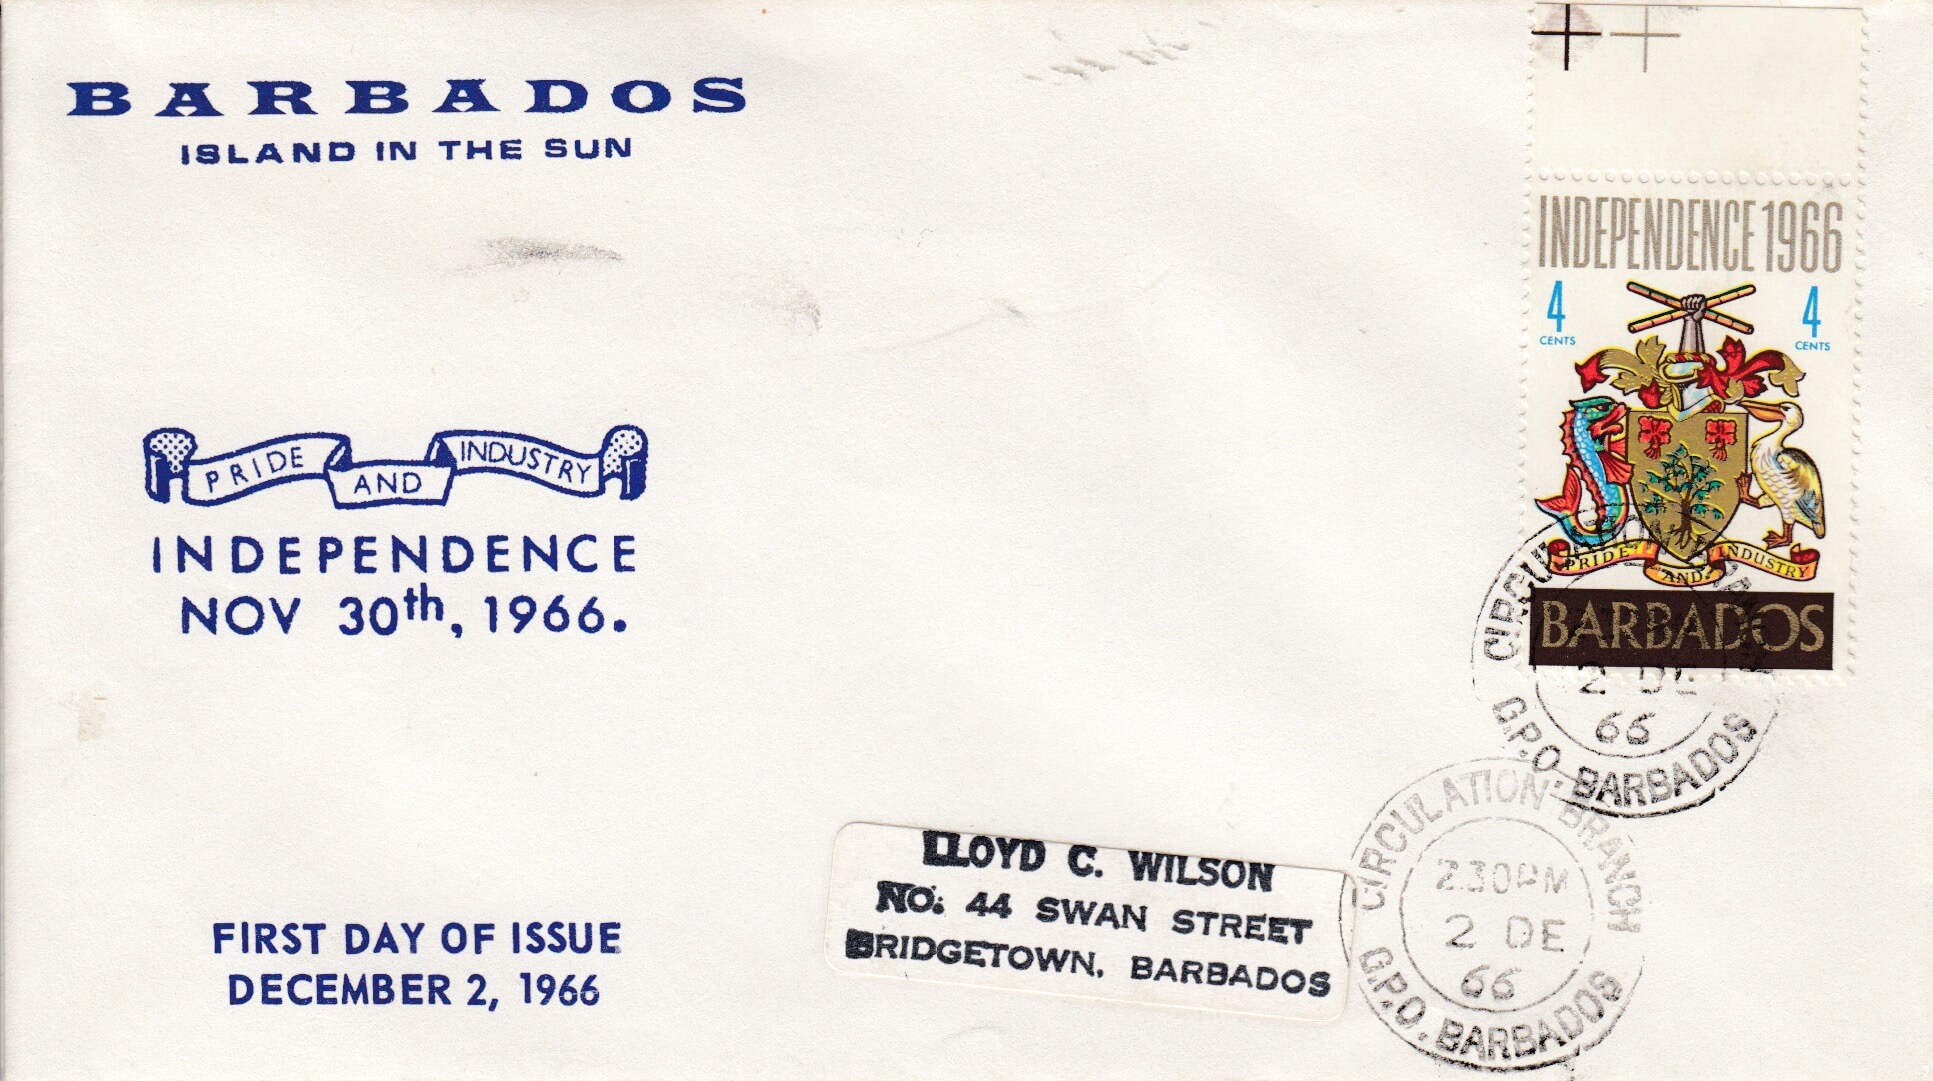 BARBADOS
ISLAND IN THE SUN
PRIDE AND INDUSTRY
INDEPENDENCE
NOV 30th, 1966.
FIRST DAY OF ISSUE
DECEMBER 2, 1966
INDEPENDENCE 1966
4 4
CENTS CENTS
PRIDE AND INDUSTRY
BARBADOS
CIRCULATION BRANCH
2 DE
66
G.P.O. BARBADOS
LLOYD C. WILSON
NO. 44 SWAN STREET
BRIDGETOWN, BARBADOS
CIRCULATION BRANCH
2.30PM
2 DE
66
G.P.O. BARBADOS